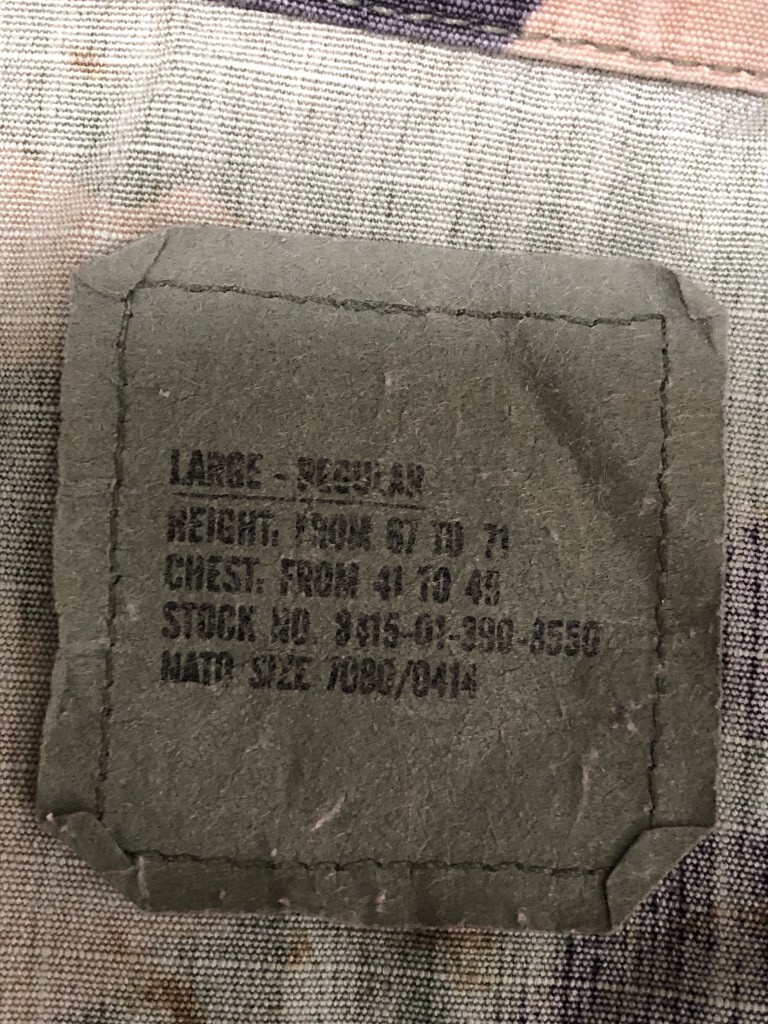 LARGE - REGULAR
HEIGHT: FROM 67 TO 71
CHEST: FROM 41 TO 45
STOCK NO. 8415-01-390-8550
NATO SIZE 7080/0414